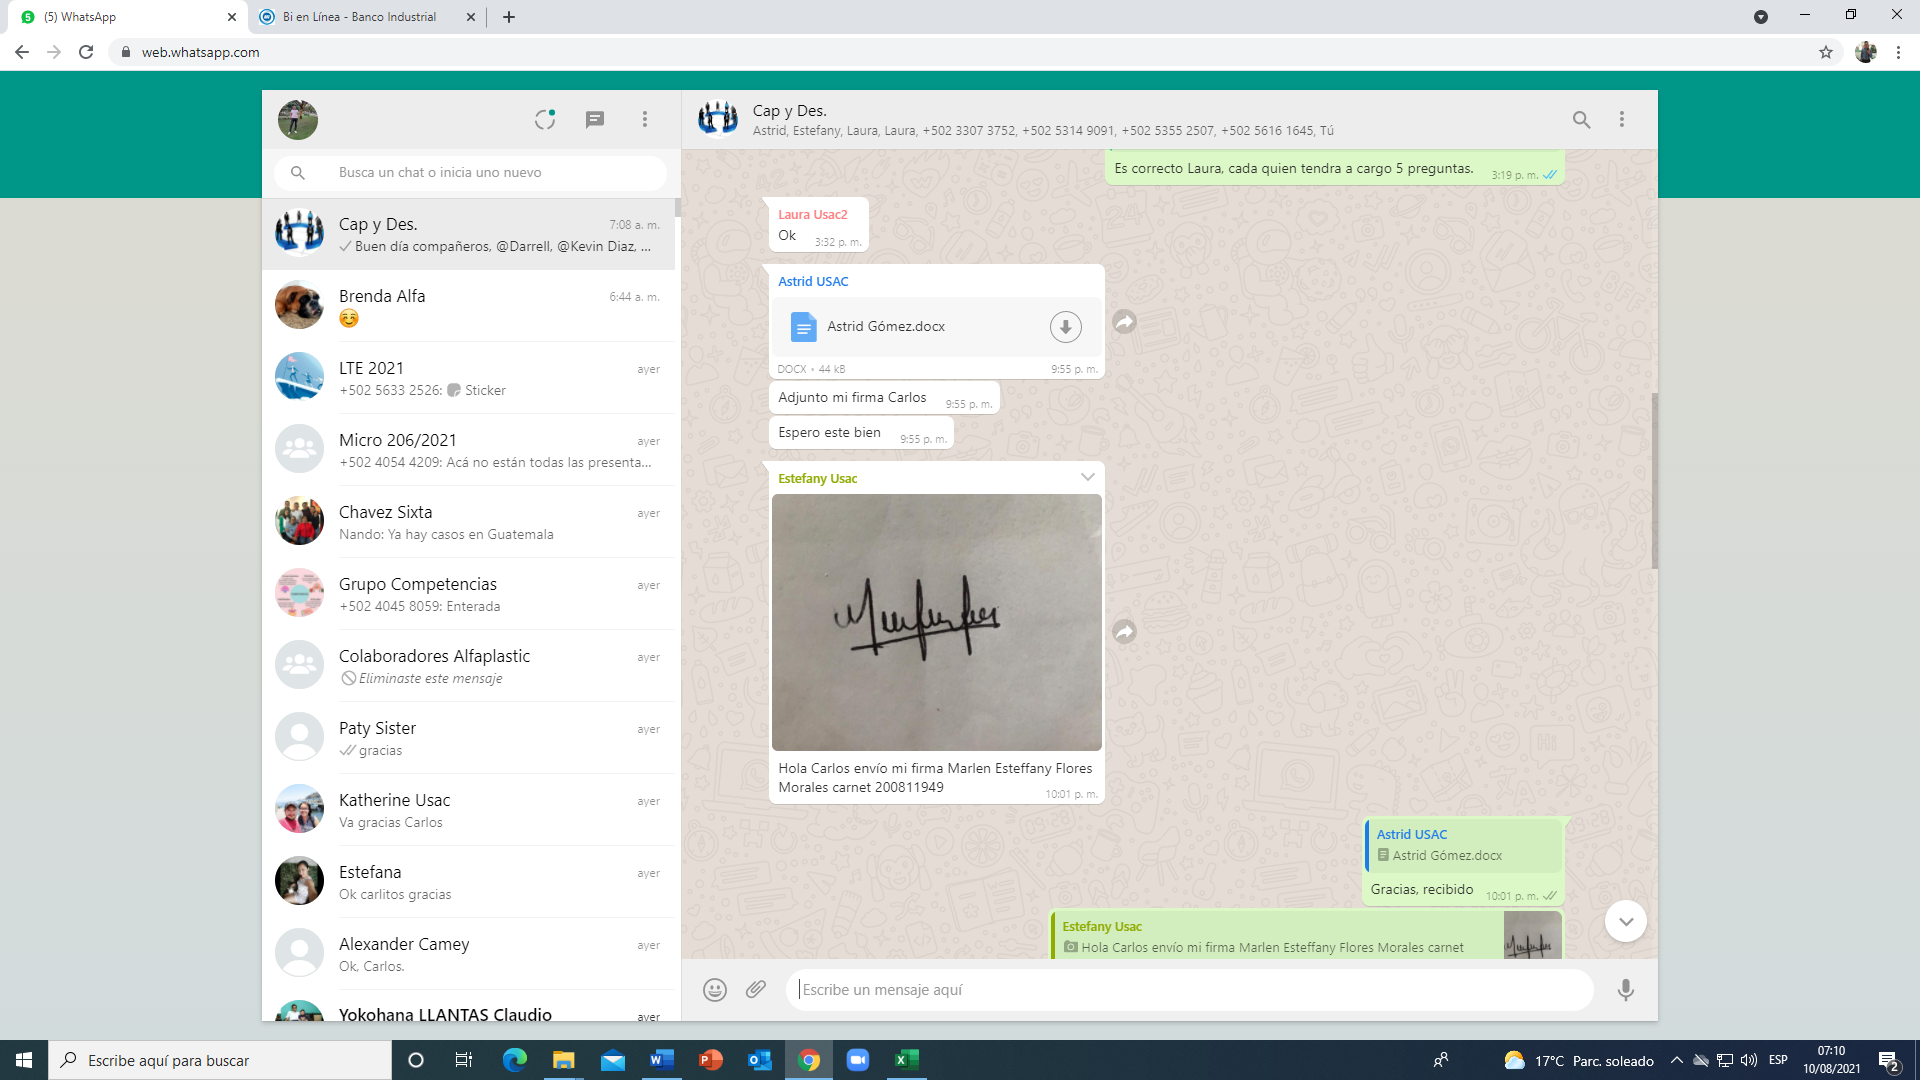 (5) WhatsApp
Bi en Línea - Banco Industrial
web.whatsapp.com
Busca un chat o inicia uno nuevo
Cap y Des.
7:08 a. m.
Buen día compañeros, @Darrell, @Kevin Diaz, ...
Brenda Alfa
6:44 a. m.
LTE 2021
ayer
+502 5633 2526: Sticker
Micro 206/2021
ayer
+502 4054 4209: Acá no están todas las presenta...
Chavez Sixta
ayer
Nando: Ya hay casos en Guatemala
Grupo Competencias
ayer
+502 4045 8059: Enterada
Colaboradores Alfaplastic
ayer
Eliminaste este mensaje
Paty Sister
ayer
gracias
Katherine Usac
ayer
Va gracias Carlos
Estefana
ayer
Ok carlitos gracias
Alexander Camey
ayer
Ok, Carlos.
Yokohana LLANTAS Claudio
ayer
Cap y Des.
Astrid, Estefany, Laura, Laura, +502 3307 3752, +502 5314 9091, +502 5355 2507, +502 5616 1645, Tú
Es correcto Laura, cada quien tendra a cargo 5 preguntas.
3:19 p. m.
Laura Usac2
Ok
3:32 p. m.
Astrid USAC
Astrid Gómez.docx
DOCX • 44 kB
9:55 p. m.
Adjunto mi firma Carlos
9:55 p. m.
Espero este bien
9:55 p. m.
Estefany Usac
Hola Carlos envío mi firma Marlen Esteffany Flores
Morales carnet 200811949
10:01 p. m.
Astrid USAC
Astrid Gómez.docx
Gracias, recibido
10:01 p. m.
Estefany Usac
Hola Carlos envío mi firma Marlen Esteffany Flores Morales carnet
Escribe un mensaje aquí
Escribe aquí para buscar
17°C Parc. soleado
ESP
07:10
10/08/2021
2